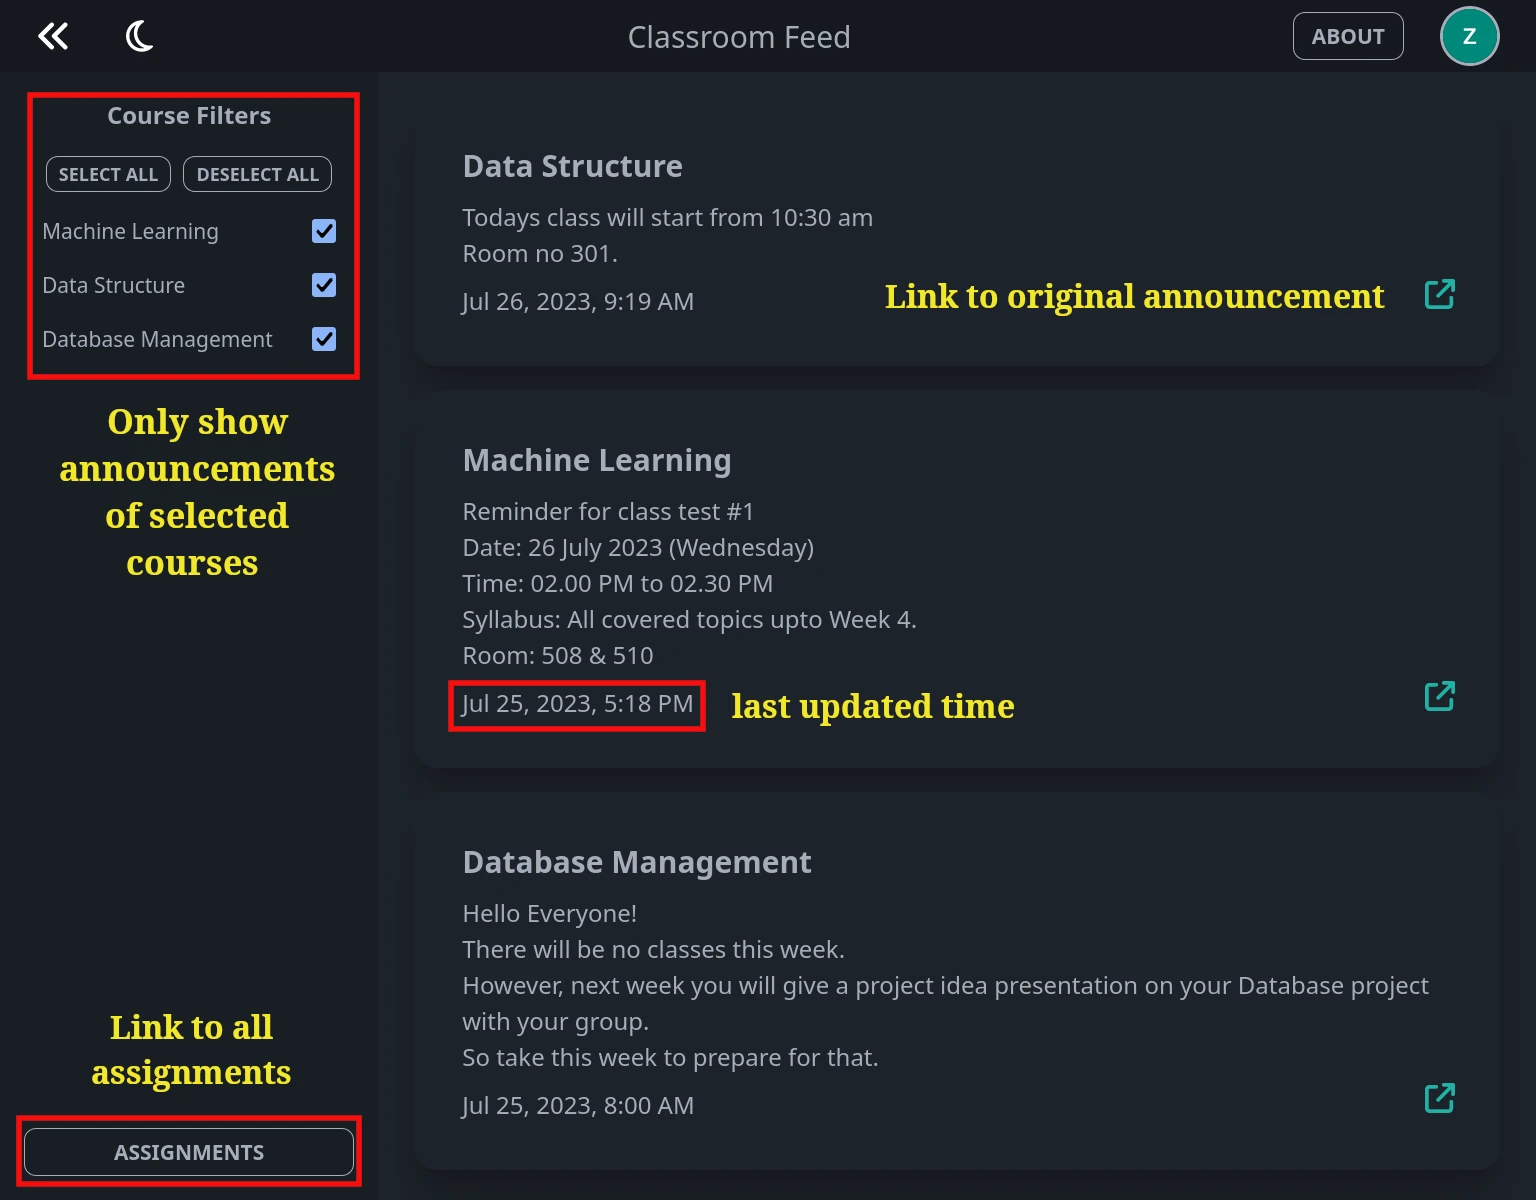 Classroom Feed
ABOUT
Z
Course Filters
SELECT ALL
DESELECT ALL
Machine Learning
Data Structure
Database Management
Only show
announcements
of selected
courses
Link to all
assignments
ASSIGNMENTS
Data Structure
Todays class will start from 10:30 am
Room no 301.
Jul 26, 2023, 9:19 AM
Link to original announcement
Machine Learning
Reminder for class test #1
Date: 26 July 2023 (Wednesday)
Time: 02.00 PM to 02.30 PM
Syllabus: All covered topics upto Week 4.
Room: 508 & 510
Jul 25, 2023, 5:18 PM
last updated time
Database Management
Hello Everyone!
There will be no classes this week.
However, next week you will give a project idea presentation on your Database project
with your group.
So take this week to prepare for that.
Jul 25, 2023, 8:00 AM